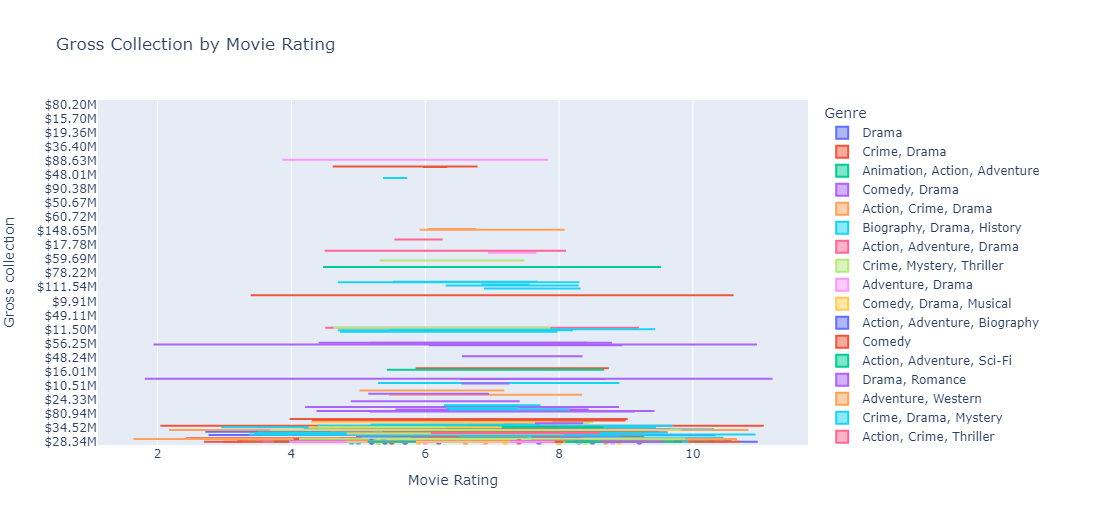 Gross Collection by Movie Rating
Gross collection
$80.20M
$15.70M
$19.36M
$36.40M
$88.63M
$48.01M
$90.38M
$50.67M
$60.72M
$148.65M
$17.78M
$59.69M
$78.22M
$111.54M
$9.91M
$49.11M
$11.50M
$56.25M
$48.24M
$16.01M
$10.51M
$24.33M
$80.94M
$34.52M
$28.34M
2
4
6
8
10
Movie Rating
Genre
Drama
Crime, Drama
Animation, Action, Adventure
Comedy, Drama
Action, Crime, Drama
Biography, Drama, History
Action, Adventure, Drama
Crime, Mystery, Thriller
Adventure, Drama
Comedy, Drama, Musical
Action, Adventure, Biography
Comedy
Action, Adventure, Sci-Fi
Drama, Romance
Adventure, Western
Crime, Drama, Mystery
Action, Crime, Thriller